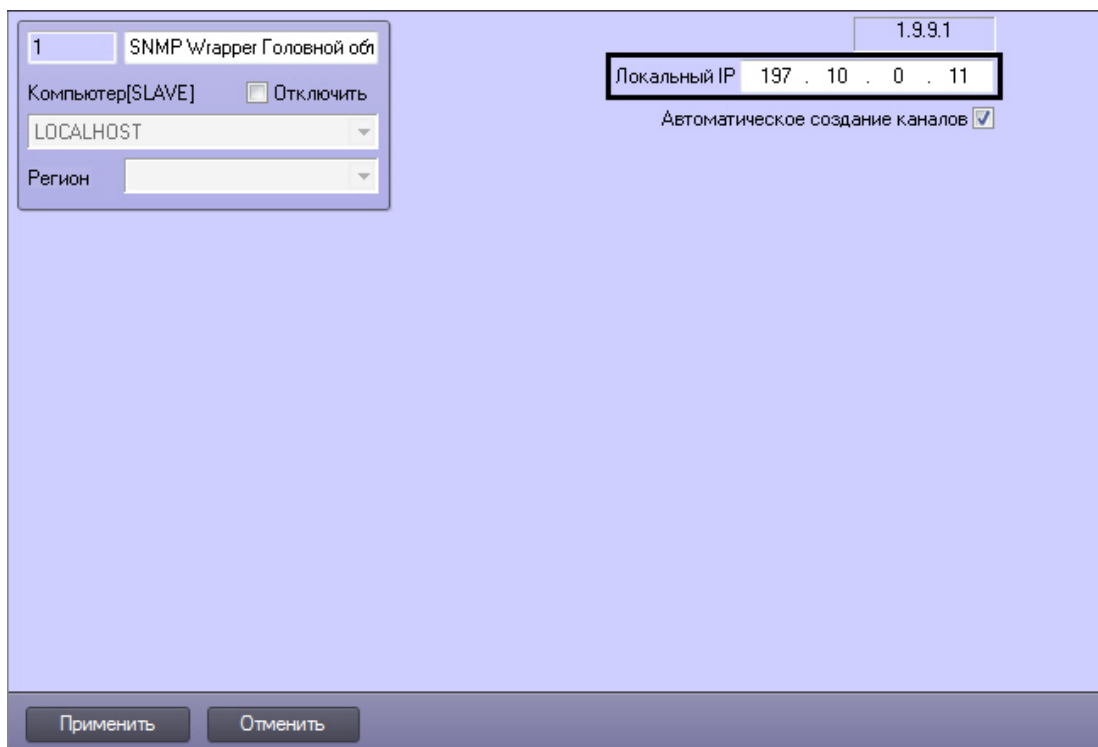 1 SNMP Wrapper Головной
Компьютер[SLAVE] Отключить
LOCALHOST
Регион
1.9.9.1
Локальный IP 197 . 10 . 0 . 11
Автоматическое создание каналов
Применить Отменить